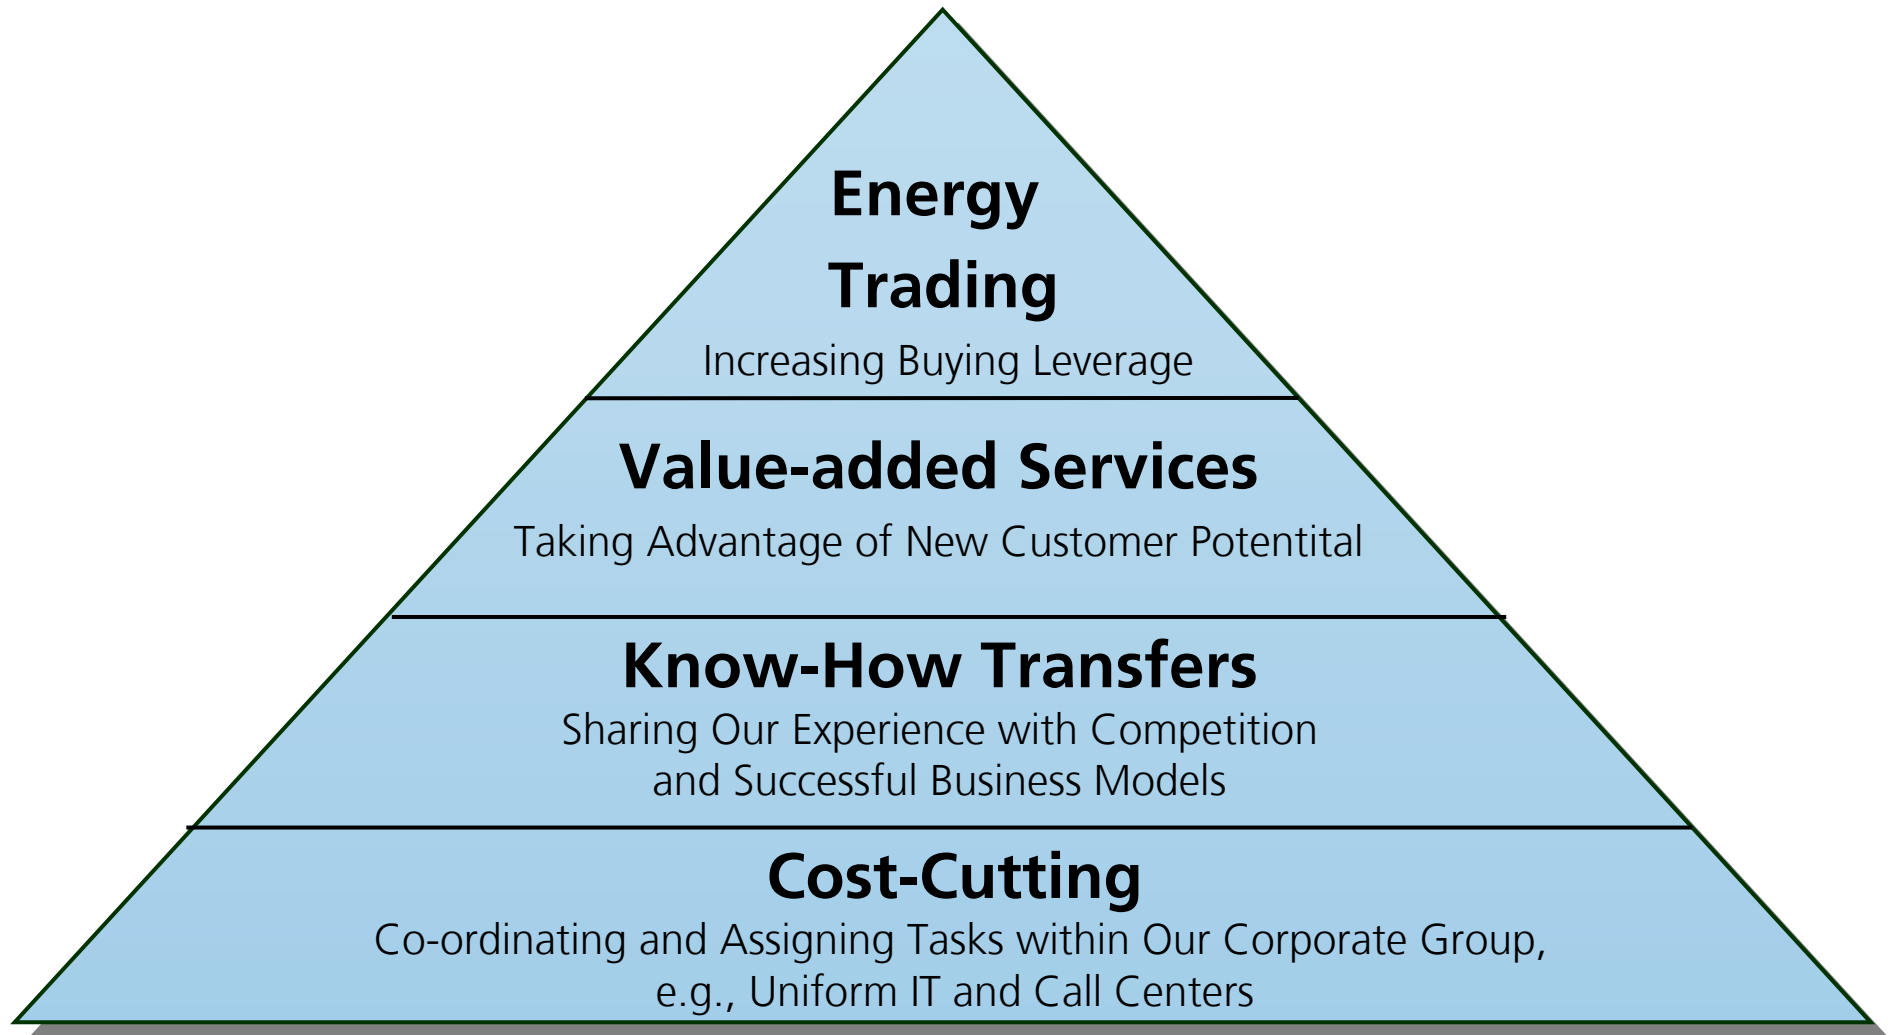 Energy
Trading
Increasing Buying Leverage
Value-added Services
Taking Advantage of New Customer Potentital
Know-How Transfers
Sharing Our Experience with Competition
and Successful Business Models
Cost-Cutting
Co-ordinating and Assigning Tasks within Our Corporate Group,
e.g., Uniform IT and Call Centers